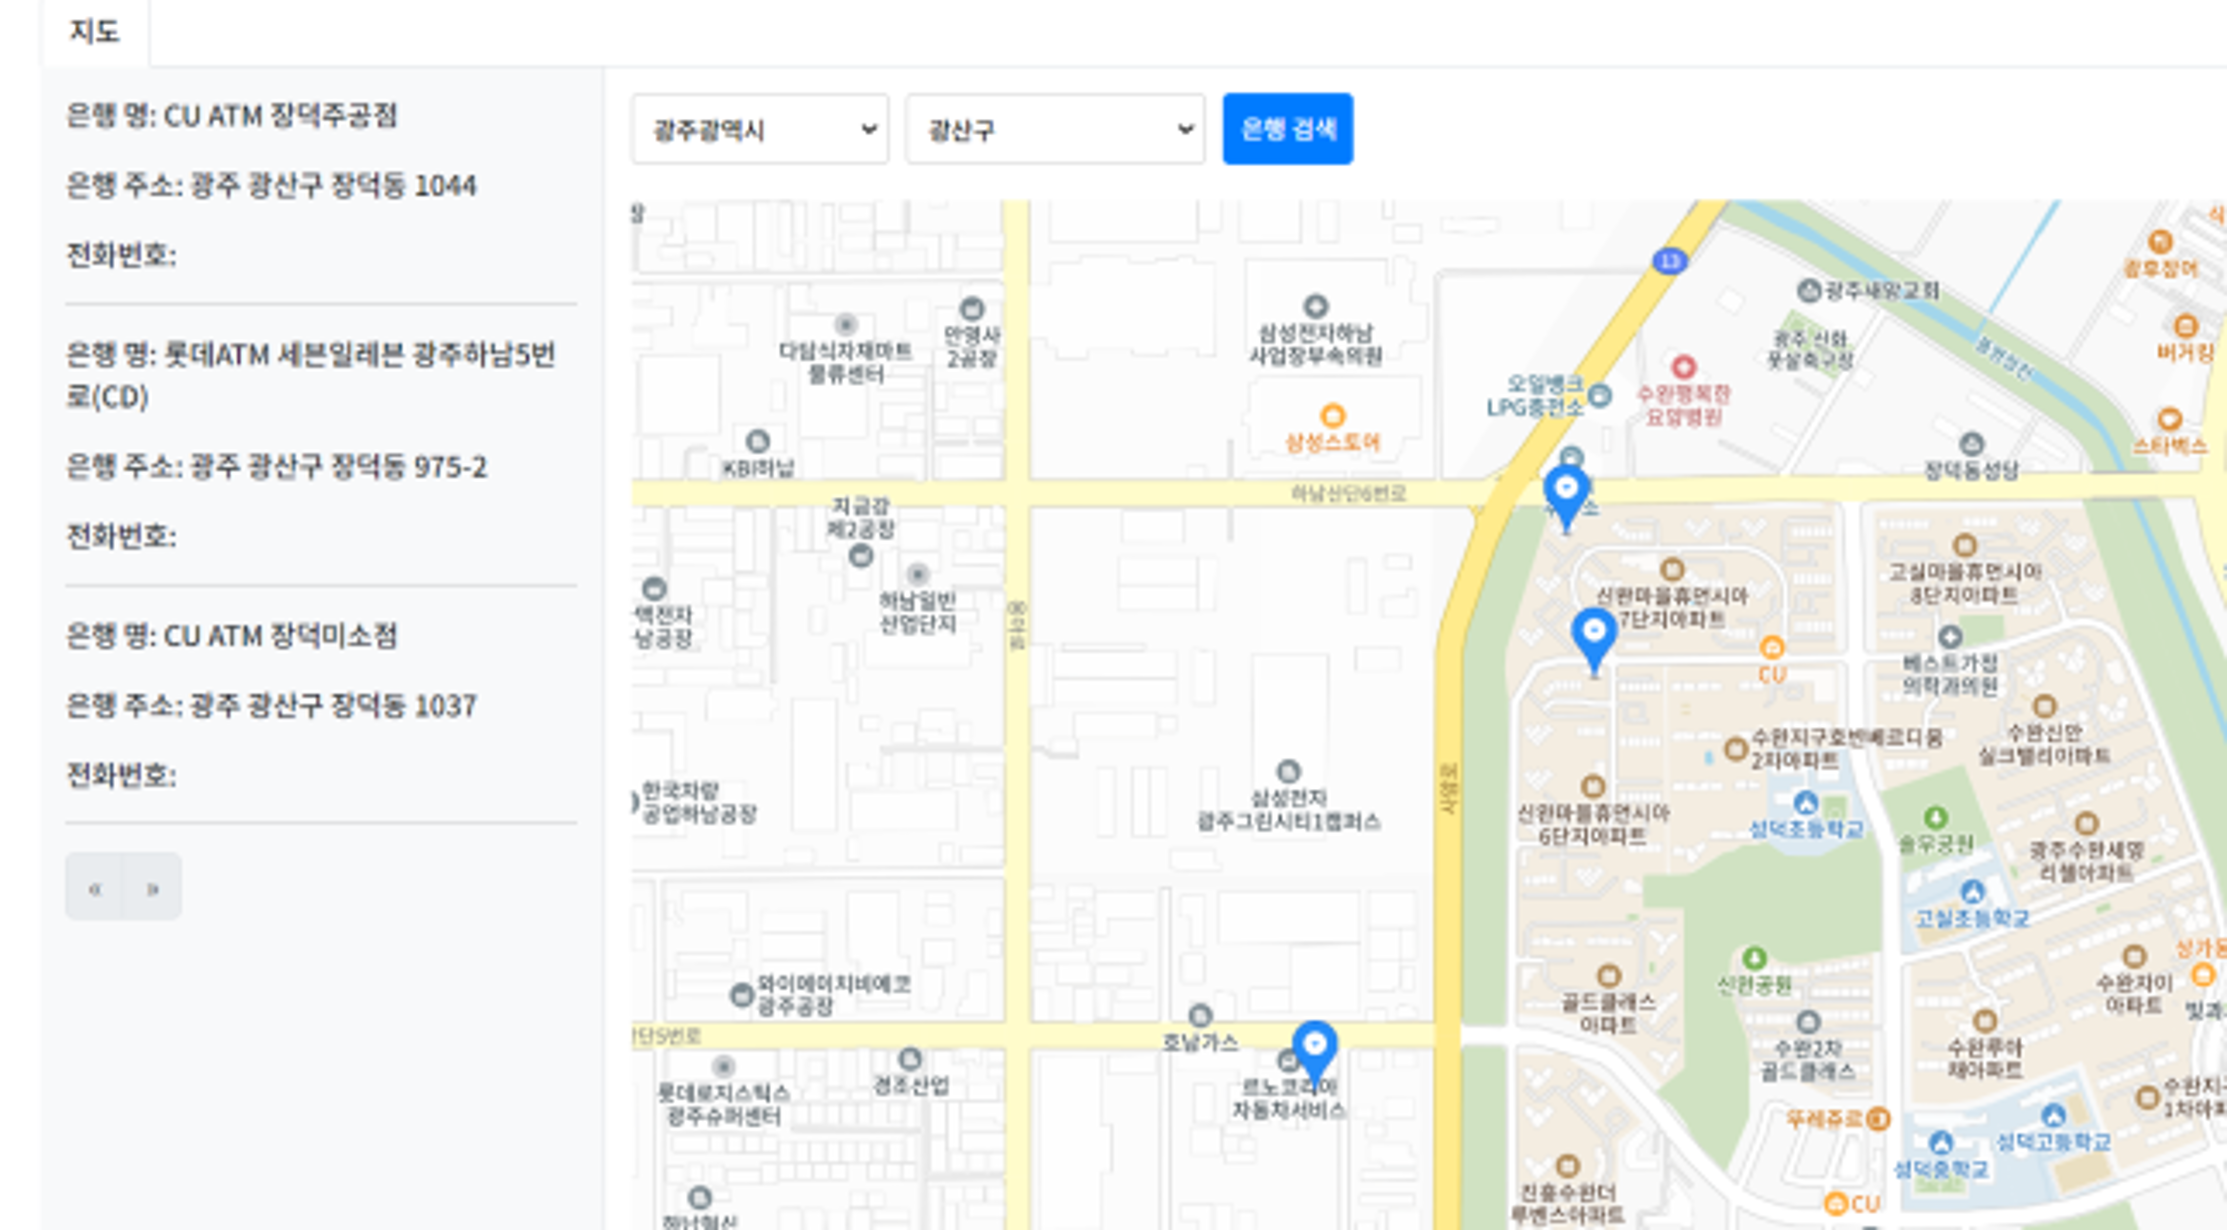 지도
은행 명: CU ATM 장덕주공점
은행 주소: 광주 광산구 장덕동 1044
전화번호:
은행 명: 롯데ATM 세븐일레븐 광주하남5번
로(CD)
은행 주소: 광주 광산구 장덕동 975-2
전화번호:
은행 명: CU ATM 장덕미소점
은행 주소: 광주 광산구 장덕동 1037
전화번호:
« »
광주광역시
광산구
은행 검색
13
광주새암교회
다담식자재마트
물류센터
안영사
2공장
삼성전자하남
사업장부속의원
광주 신화
풋살축구장
풍영정천
버거킹
오일뱅크
LPG충전소
수완행복한
요양병원
삼성스토어
스타벅스
KBI하남
장덕동성당
하남산단6번로
지금강
제2공장
하남일반
산업단지
신완마을휴먼시아
7단지아파트
고실마을휴먼시아
8단지아파트
CU
베스트가정
의학과의원
수완지구호반베르디움
2차아파트
수완신안
실크밸리아파트
한국차량
공업하남공장
삼성전자
광주그린시티1캠퍼스
사암로
신완마을휴먼시아
6단지아파트
성덕초등학교
솔우공원
광주수완세영
리첼아파트
고실초등학교
와이에이치비에코
광주공장
신완공원
골드클래스
아파트
수완자이
아파트
단5번로
호남가스
수완2차
골드클래스
수완루아
채아파트
롯데로지스틱스
광주슈퍼센터
경조산업
르노코리아
자동차서비스
뚜레쥬르
성덕고등학교
성덕중학교
진흥수완더
루벤스아파트
CU